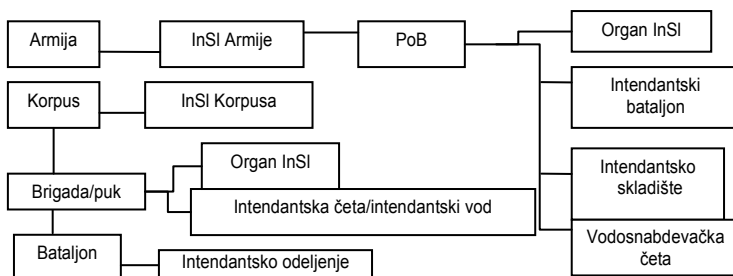 Armija
InSl Armije
PoB
Organ InSl
Korpus
InSl Korpusa
Intendantski
bataljon
Organ InSl
Brigada/puk
Intendantska četa/intendantski vod
Intendantsko
skladište
Bataljon
Intendantsko odeljenje
Vodosnabdevačka
četa